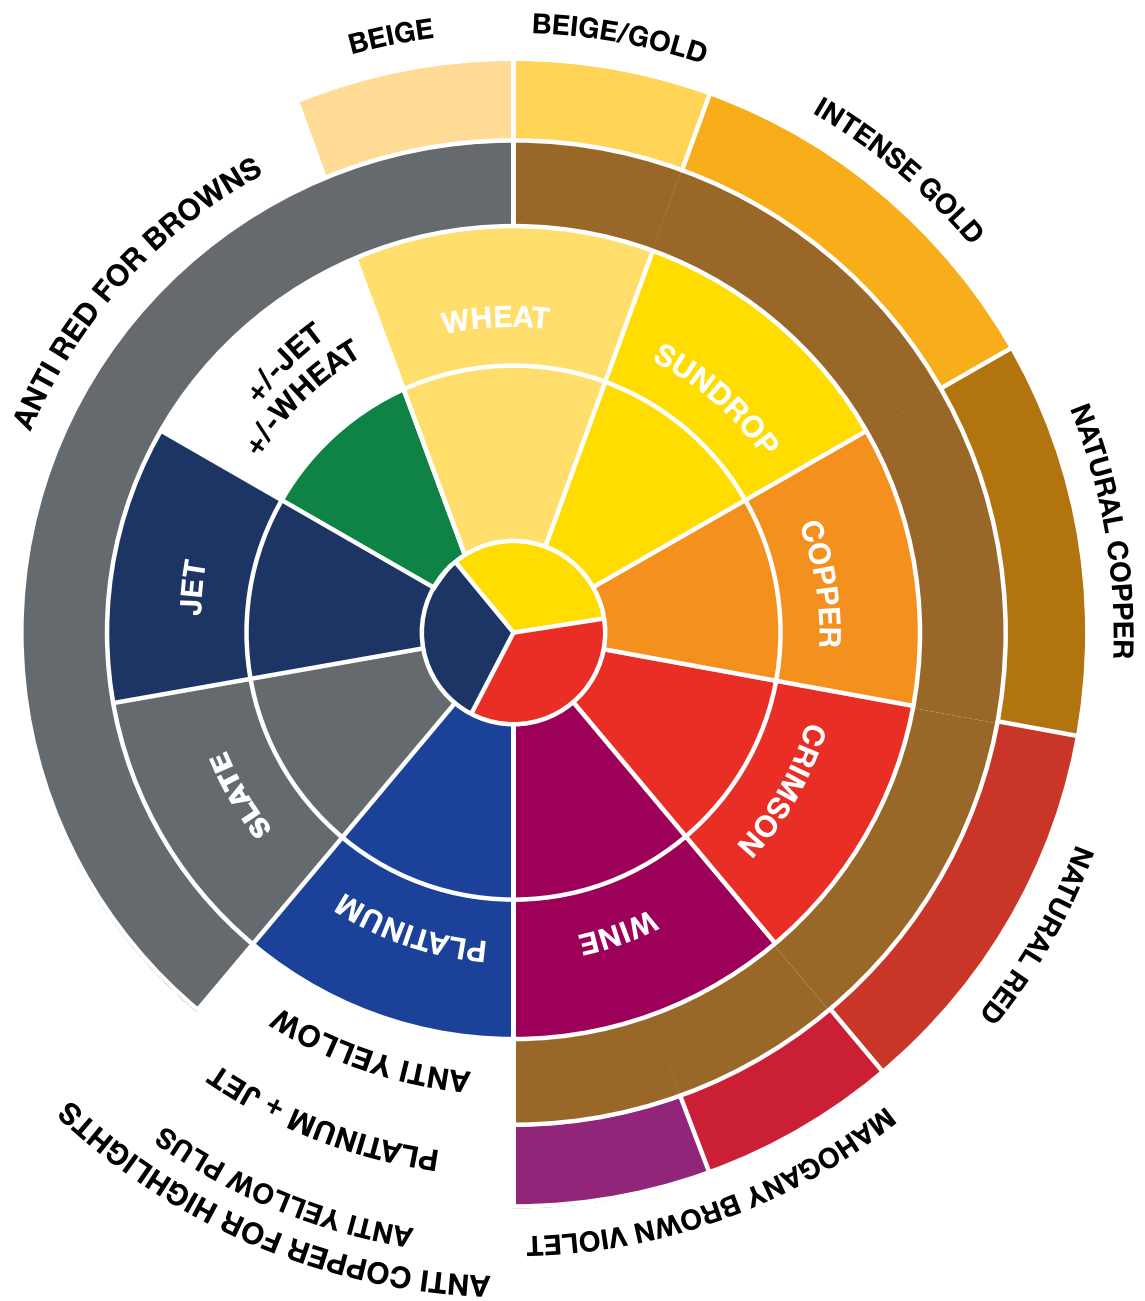 BEIGE
BEIGE/GOLD
INTENSE GOLD
NATURAL COPPER
NATURAL RED
MAHOGANY BROWN VIOLET
ANTI RED FOR BROWNS
+/-JET
+/-WHEAT
WHEAT
SUNDROP
COPPER
CRIMSON
WINE
PLATINUM
SLATE
JET
ANTI YELLOW
PLATINUM + JET
ANTI YELLOW PLUS
ANTI COPPER FOR HIGHLIGHTS